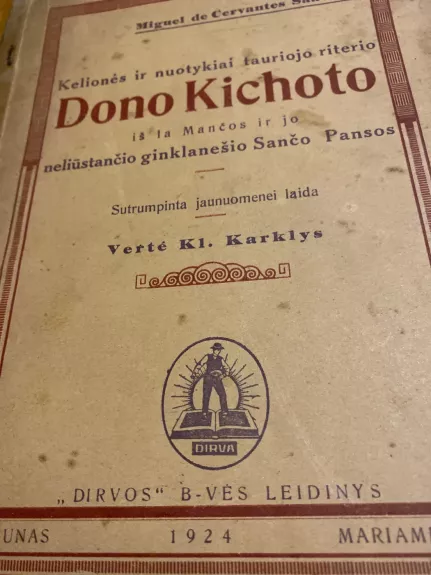 Miguel de Cervantes
Kelionės ir nuotykiai tauriojo riterio
Dono Kichoto
iš la Mančos ir jo
neliūstančio ginklanešio Sančo Pansos
Sutrumpinta jaunuomenei laida
Vertė Kl. Karklys
DIRVA
„DIRVOS“ B-VĖS LEIDINYS
UNAS 1924 MARIAM